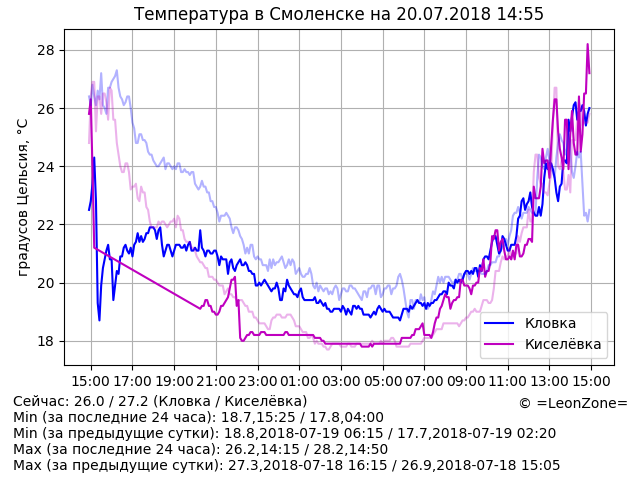 Температура в Смоленске на 20.07.2018 14:55
градусов Цельсия, °C
28
26
24
22
20
18
15:00 17:00 19:00 21:00 23:00 01:00 03:00 05:00 07:00 09:00 11:00 13:00 15:00
Кловка
Киселёвка
Сейчас: 26.0 / 27.2 (Кловка / Киселёвка)
© =LeonZone=
Min (за последние 24 часа): 18.7,15:25 / 17.8,04:00
Min (за предыдущие сутки): 18.8,2018-07-19 06:15 / 17.7,2018-07-19 02:20
Max (за последние 24 часа): 26.2,14:15 / 28.2,14:50
Max (за предыдущие сутки): 27.3,2018-07-18 16:15 / 26.9,2018-07-18 15:05